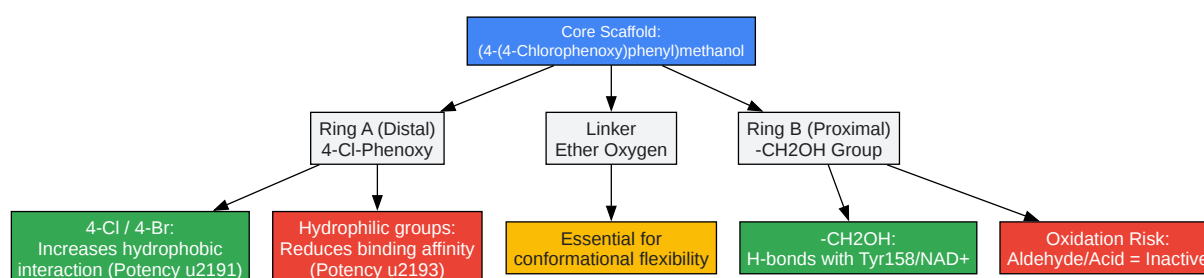 Core Scaffold:
(4-(4-Chlorophenoxy)phenyl)methanol
Ring A (Distal)
4-Cl-Phenoxy
Linker
Ether Oxygen
Ring B (Proximal)
-CH2OH Group
4-Cl / 4-Br:
Increases hydrophobic
interaction (Potency u2191)
Hydrophilic groups:
Reduces binding affinity
(Potency u2193)
Essential for
conformational flexibility
-CH2OH:
H-bonds with Tyr158/NAD+
Oxidation Risk:
Aldehyde/Acid = Inactive